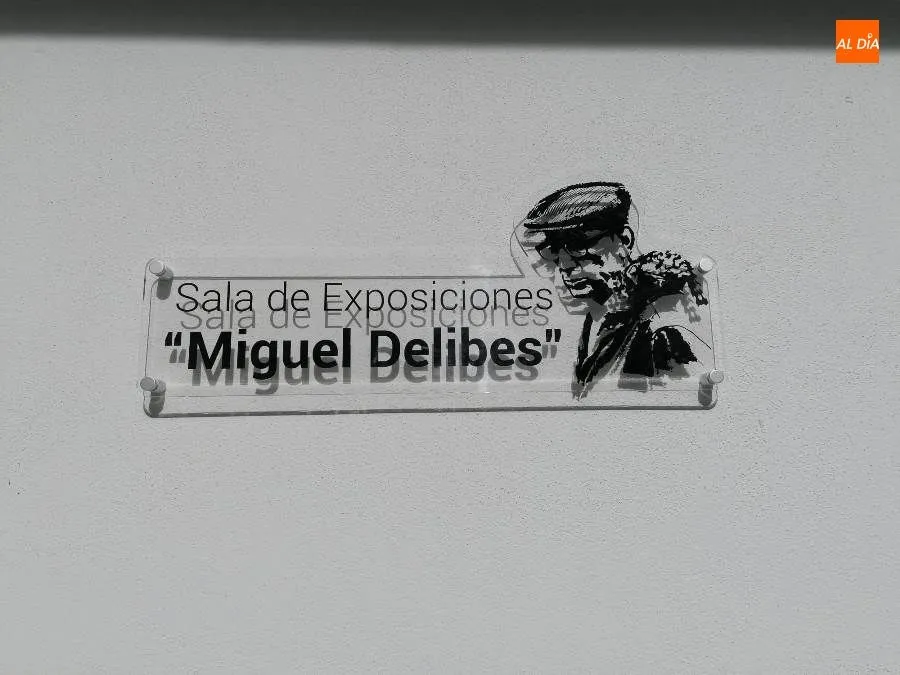 AL DÍA
Sala de Exposiciones
“Miguel Delibes”